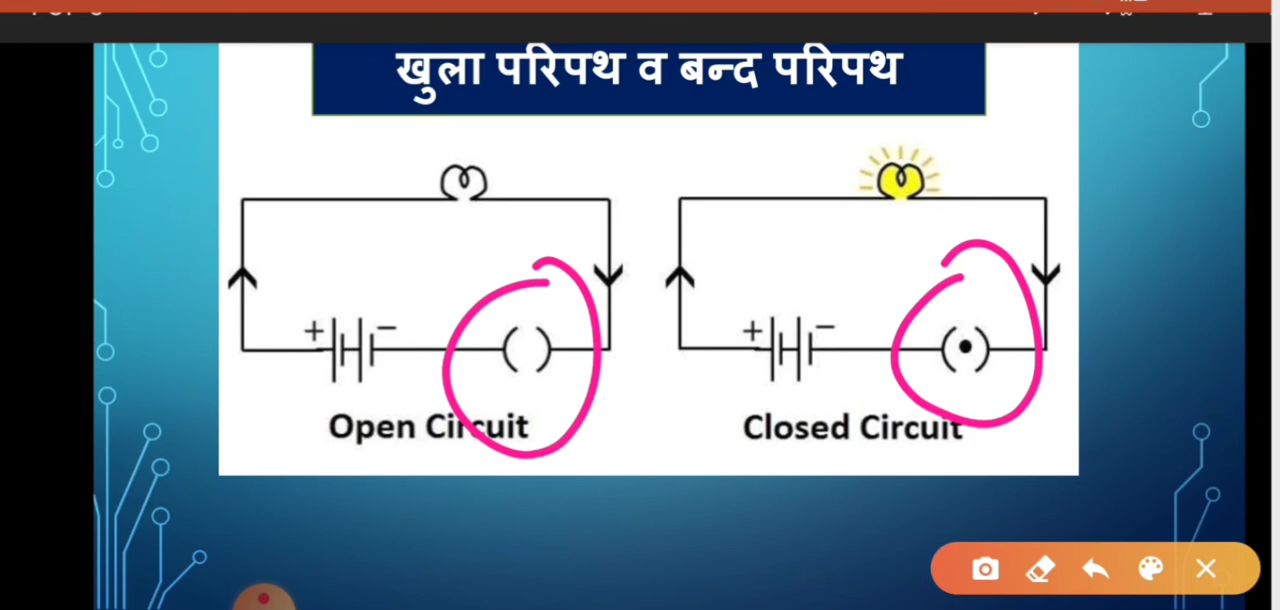 खुला परिपथ व बन्द परिपथ
+ −
+ −
Open Circuit
Closed Circuit